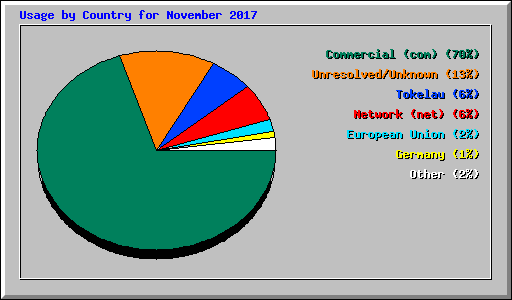 Usage by Country for November 2017
Commercial (com) (70%)
Unresolved/Unknown (13%)
Tokelau (6%)
Network (net) (6%)
European Union (2%)
Germany (1%)
Other (2%)